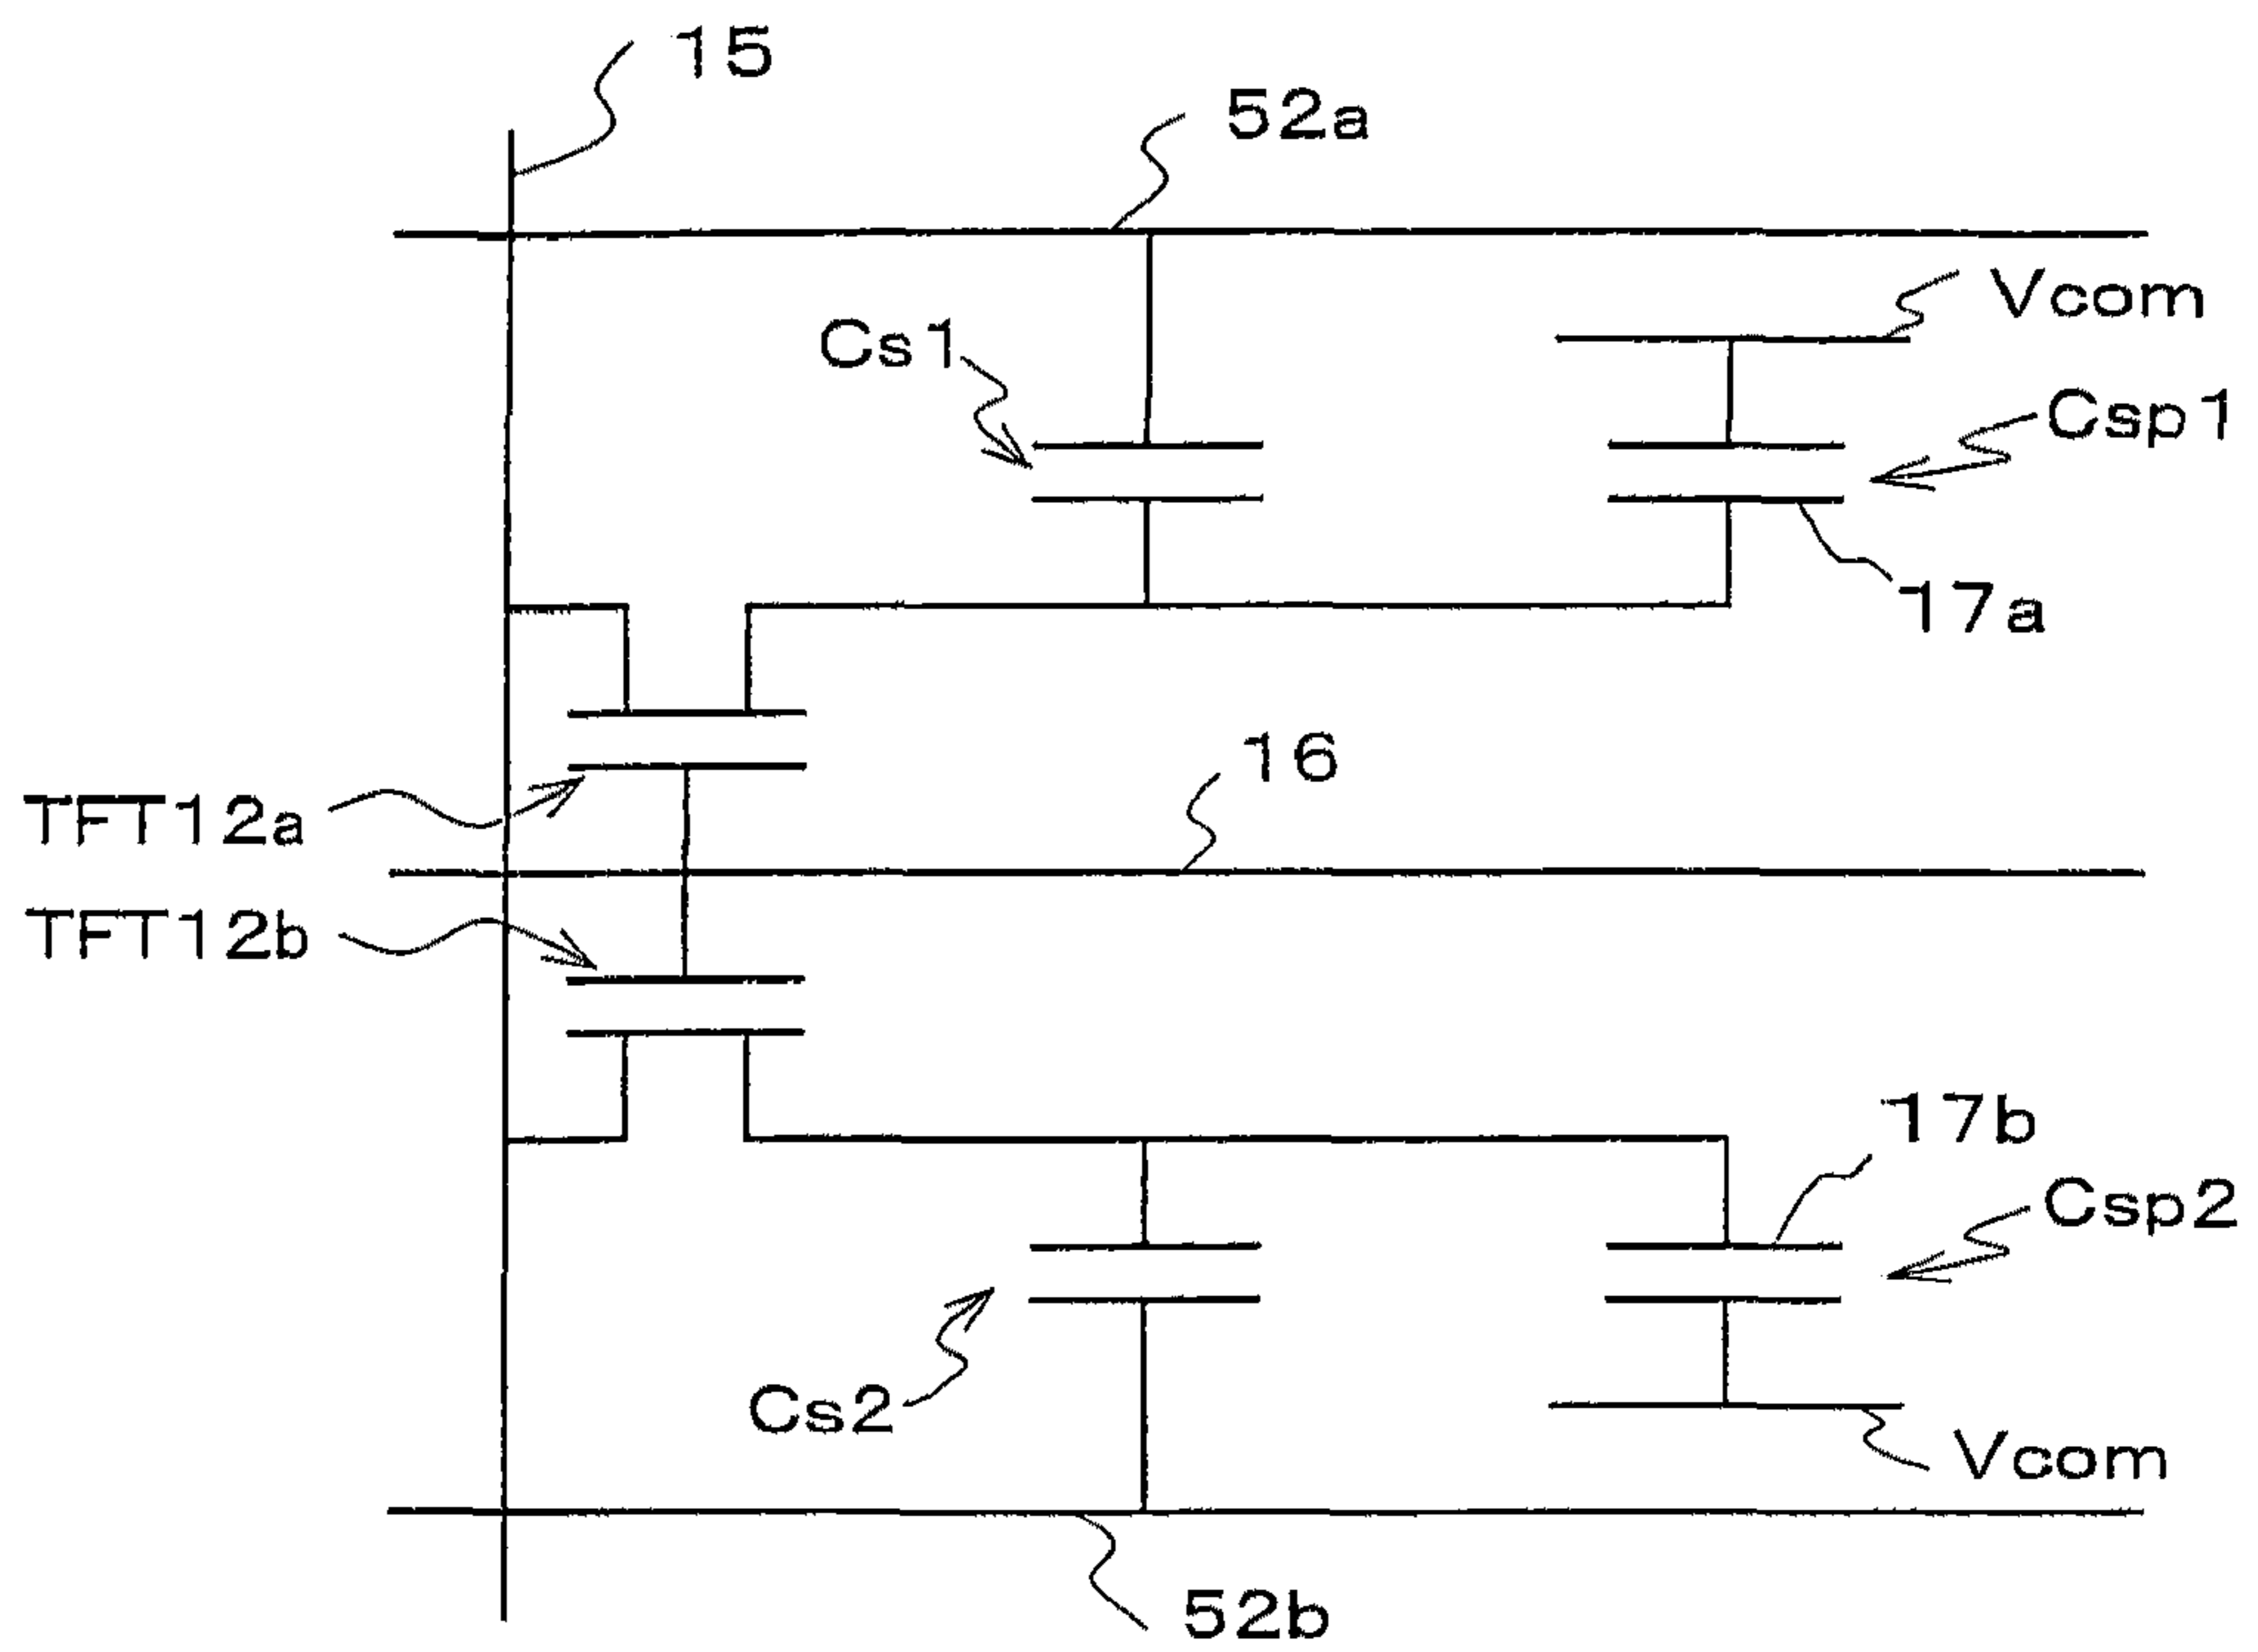 15
52a
Vcom
Cs1
Csp1
17a
16
TFT12a
TFT12b
17b
Csp2
Cs2
Vcom
52b